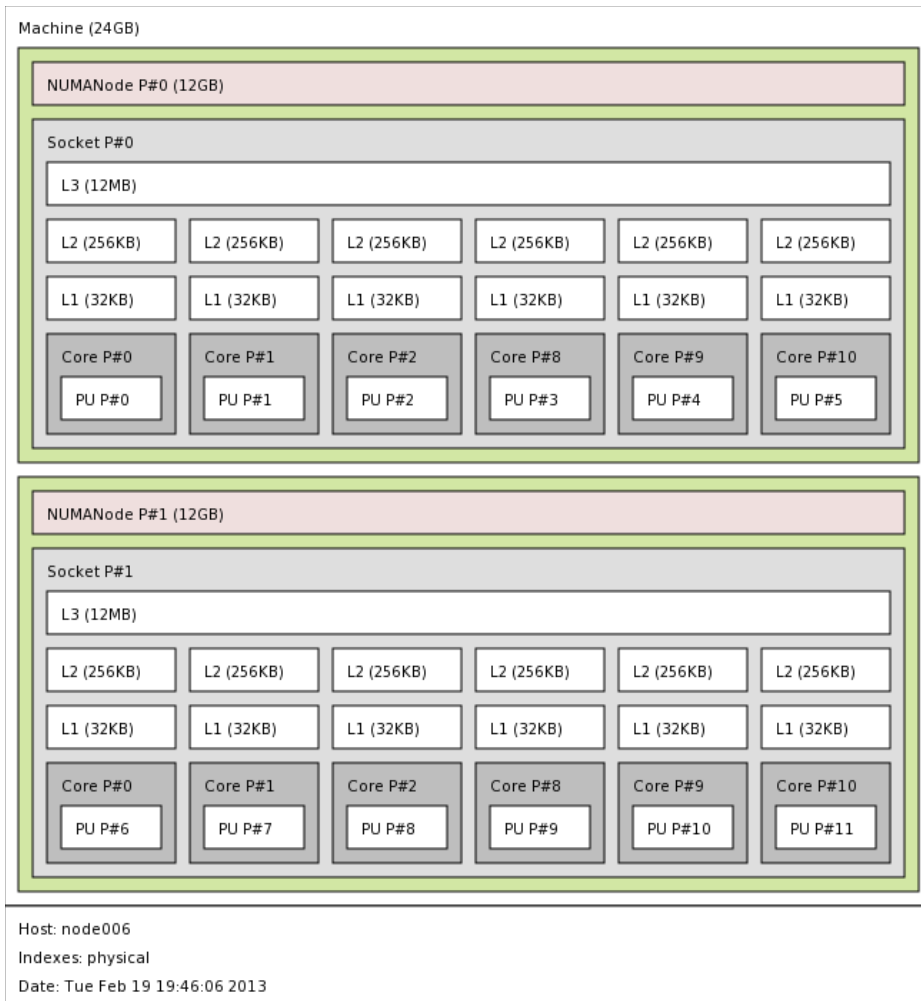 Machine (24GB)
NUMANode P#0 (12GB)
Socket P#0
L3 (12MB)
L2 (256KB) L2 (256KB) L2 (256KB) L2 (256KB) L2 (256KB) L2 (256KB)
L1 (32KB) L1 (32KB) L1 (32KB) L1 (32KB) L1 (32KB) L1 (32KB)
Core P#0 Core P#1 Core P#2 Core P#8 Core P#9 Core P#10
PU P#0 PU P#1 PU P#2 PU P#3 PU P#4 PU P#5
NUMANode P#1 (12GB)
Socket P#1
L3 (12MB)
L2 (256KB) L2 (256KB) L2 (256KB) L2 (256KB) L2 (256KB) L2 (256KB)
L1 (32KB) L1 (32KB) L1 (32KB) L1 (32KB) L1 (32KB) L1 (32KB)
Core P#0 Core P#1 Core P#2 Core P#8 Core P#9 Core P#10
PU P#6 PU P#7 PU P#8 PU P#9 PU P#10 PU P#11
Host: node006
Indexes: physical
Date: Tue Feb 19 19:46:06 2013